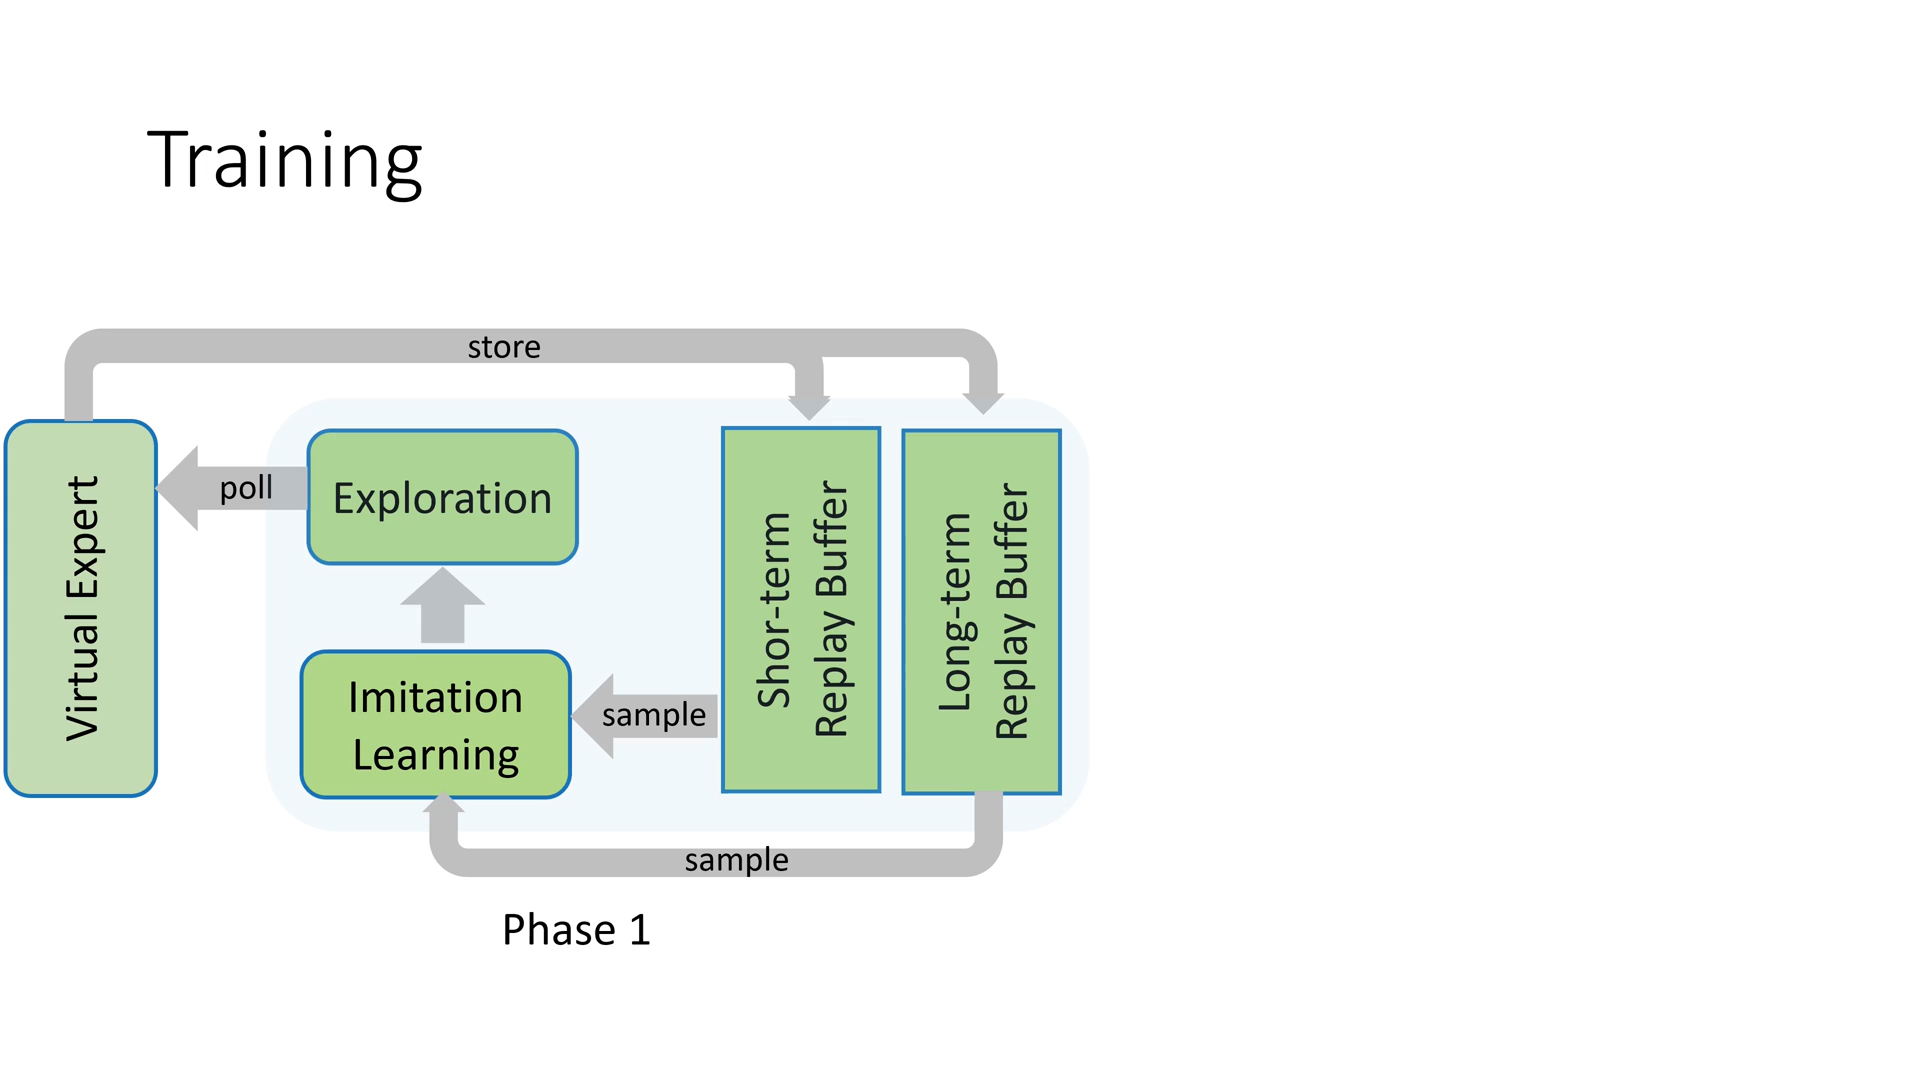 Training
store
Virtual Expert
poll
Exploration
Imitation
Learning
sample
Shor-term
Replay Buffer
Long-term
Replay Buffer
sample
Phase 1